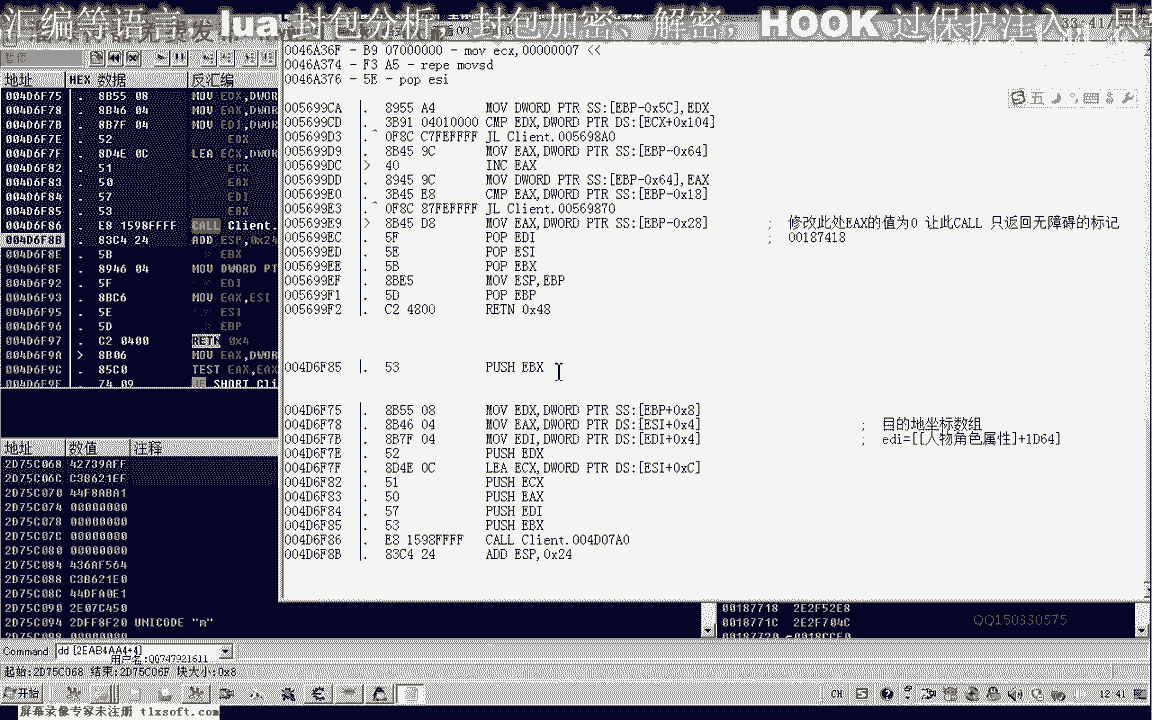 汇编等语言、lua 封包分析、封包加密、解密，HOOK 过保护注入，
0046A36F - B9 07000000 - mov ecx,00000007 <<
0046A374 - F3 A5 - repe movsd
0046A376 - 5E - pop esi
地址 HEX 数据 反汇编
004D6F75 . 8B55 08 MOV EDX,DWOR
004D6F78 . 8B46 04 MOV EAX,DWOR
004D6F7B . 8B7F 04 MOV EDI,DWOR
004D6F7E . 52 EDX
004D6F7F . 8D4E 0C LEA ECX,DWOR
004D6F82 . 51 ECX
004D6F83 . 50 EAX
004D6F84 . 57 EDI
004D6F85 . 53 EBX
004D6F86 . E8 1598FFFF CALL Client.
004D6F8B . 83C4 24 ADD ESP,0x24
004D6F8E . 5B EBX
004D6F8F . 8946 04 MOV DWORD PT
004D6F92 . 5F EDI
004D6F93 . 8BC6 MOV EAX,ESI
004D6F95 . 5E ESI
004D6F96 . 5D EBP
004D6F97 . C2 0400 RETN 0x4
004D6F9A > 8B06 MOV EAX,DWOR
004D6F9C . 85C0 TEST EAX,EAX
004D6F9E . 74 09 JE SHORT Cli
005699CA |. 8955 A4 MOV DWORD PTR SS:[EBP-0x5C],EDX
005699CD |. 3B91 04010000 CMP EDX,DWORD PTR DS:[ECX+0x104]
005699D3 |.^ 0F8C C7FEFFFF JL Client.005698A0
005699D9 |. 8B45 9C MOV EAX,DWORD PTR SS:[EBP-0x64]
005699DC |> 40 INC EAX
005699DD |. 8945 9C MOV DWORD PTR SS:[EBP-0x64],EAX
005699E0 |. 3B45 E8 CMP EAX,DWORD PTR SS:[EBP-0x18]
005699E3 |.^ 0F8C 87FEFFFF JL Client.00569870
005699E9 |> 8B45 D8 MOV EAX,DWORD PTR SS:[EBP-0x28] ; 修改此处EAX的值为0 让此CALL 只返回无障碍的标记
005699EC |. 5F POP EDI ; 00187418
005699ED |. 5E POP ESI
005699EE |. 5B POP EBX
005699EF |. 8BE5 MOV ESP,EBP
005699F1 |. 5D POP EBP
005699F2 |. C2 4800 RETN 0x48
004D6F85 |. 53 PUSH EBX
004D6F75 |. 8B55 08 MOV EDX,DWORD PTR SS:[EBP+0x8]
004D6F78 |. 8B46 04 MOV EAX,DWORD PTR DS:[ESI+0x4] ; 目的地坐标数组
004D6F7B |. 8B7F 04 MOV EDI,DWORD PTR DS:[EDI+0x4] ; edi=[[人物角色属性]+1D64]
004D6F7E |. 52 PUSH EDX
004D6F7F |. 8D4E 0C LEA ECX,DWORD PTR DS:[ESI+0xC]
004D6F82 |. 51 PUSH ECX
004D6F83 |. 50 PUSH EAX
004D6F84 |. 57 PUSH EDI
004D6F85 |. 53 PUSH EBX
004D6F86 |. E8 1598FFFF CALL Client.004D07A0
004D6F8B |. 83C4 24 ADD ESP,0x24
地址 数值 注释
2D75C068 42739AFF
2D75C06C C3B621EF
2D75C070 44F8ABA1
2D75C074 00000000
2D75C078 00000000
2D75C07C 00000000
2D75C080 00000000
2D75C084 436AF564
2D75C088 C3B621E0
2D75C08C 44DFA0E1
2D75C090 2E07C450
2D75C094 2DFF8F20 UNICODE "n"
2D75C098 00000000
00187718 2E2F52E8
0018771C 2E2F704C
QQ150330575
Command dd [2EAB4AA4+4]
用户名:QQ747921611
起始:2D75C068 结束:2D75C06F 块大小:0x8
开始
CH
12 41
屏幕录像专家未注册 tlxsoft.com